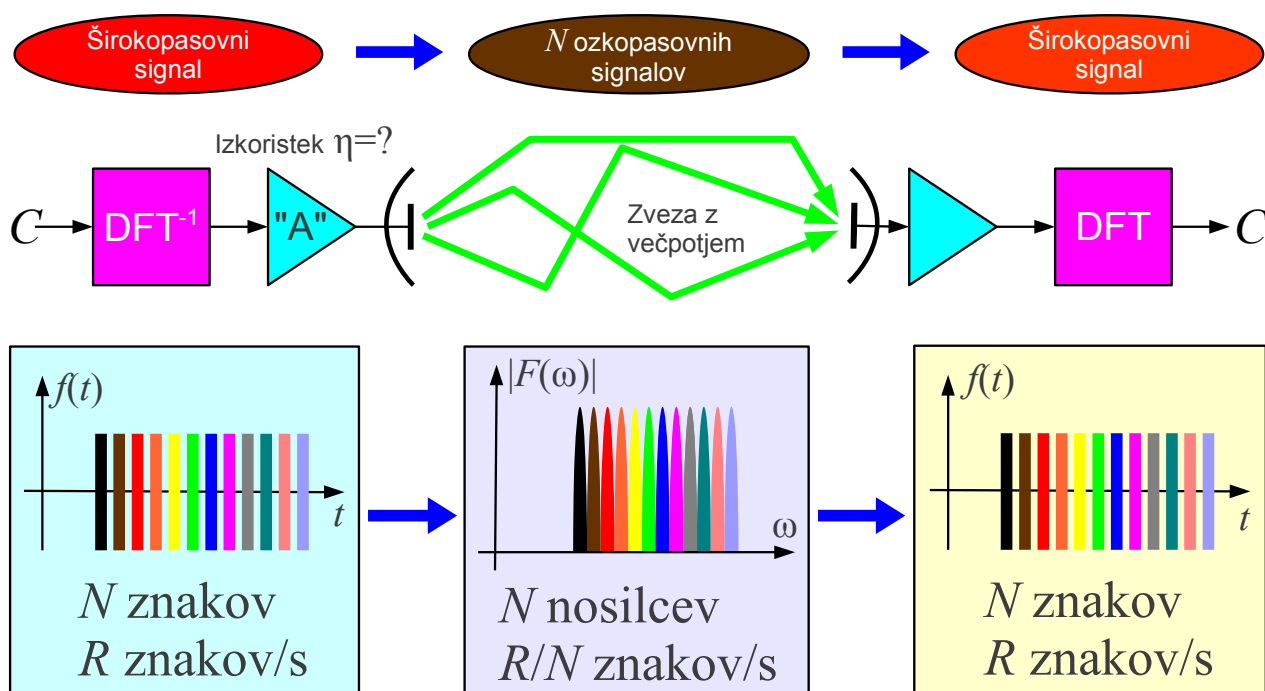 Širokopasovni
signal
N ozkopasovnih
signalov
Širokopasovni
signal
Izkoristek η=?
C
DFT⁻¹
"A"
Zveza z
večpotjem
DFT
C
f(t)
t
N znakov
R znakov/s
|F(ω)|
ω
N nosilcev
R/N znakov/s
f(t)
t
N znakov
R znakov/s